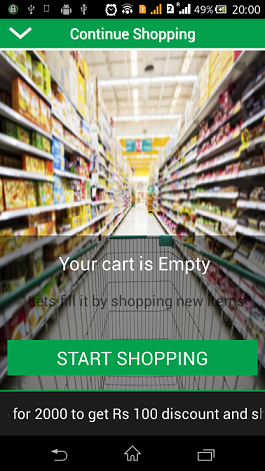 49% 20:00
Continue Shopping
Your cart is Empty
Lets fill it by shopping new items
START SHOPPING
for 2000 to get Rs 100 discount and sh